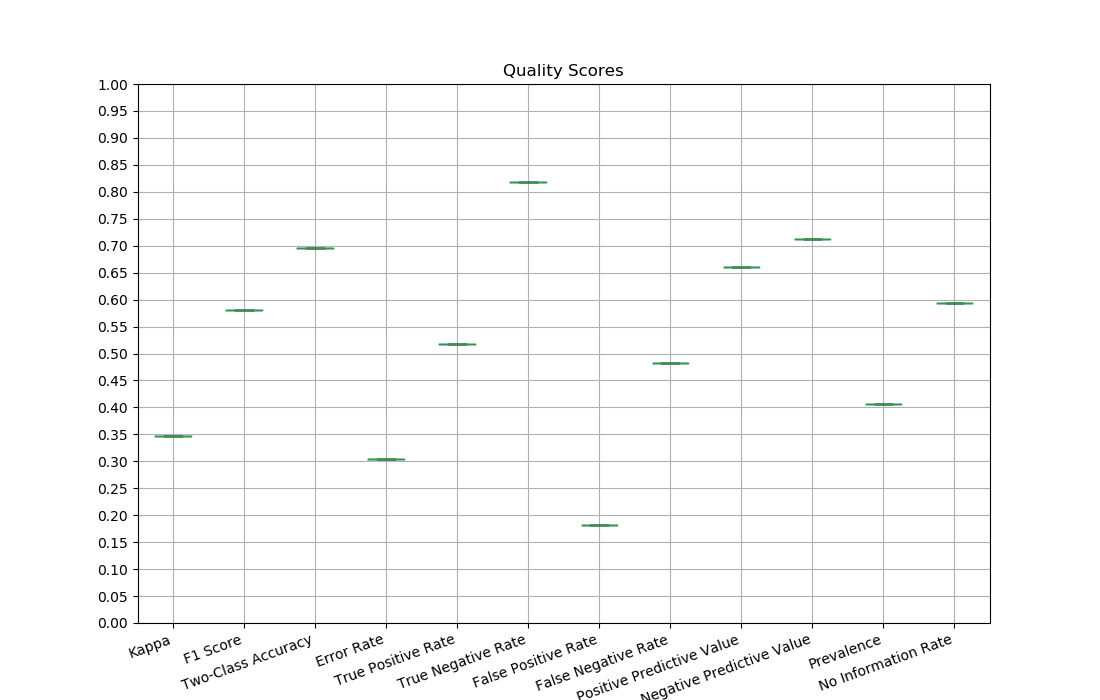 Quality Scores
1.00
0.95
0.90
0.85
0.80
0.75
0.70
0.65
0.60
0.55
0.50
0.45
0.40
0.35
0.30
0.25
0.20
0.15
0.10
0.05
0.00
Kappa
F1 Score
Two-Class Accuracy
Error Rate
True Positive Rate
True Negative Rate
False Positive Rate
False Negative Rate
Positive Predictive Value
Negative Predictive Value
Prevalence
No Information Rate